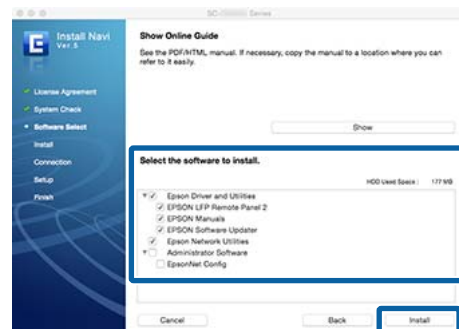 SC- Series
Install Navi
Ver.5
License Agreement
System Check
Software Select
Install
Connection
Setup
Finish
Show Online Guide
See the PDF/HTML manual. If necessary, copy the manual to a location where you can
refer to it easily.
Show
Select the software to install.
HDD Used Space : 177 MB
Epson Driver and Utilities
EPSON LFP Remote Panel 2
EPSON Manuals
EPSON Software Updater
Epson Network Utilities
Administrator Software
EpsonNet Config
Cancel
Back
Install